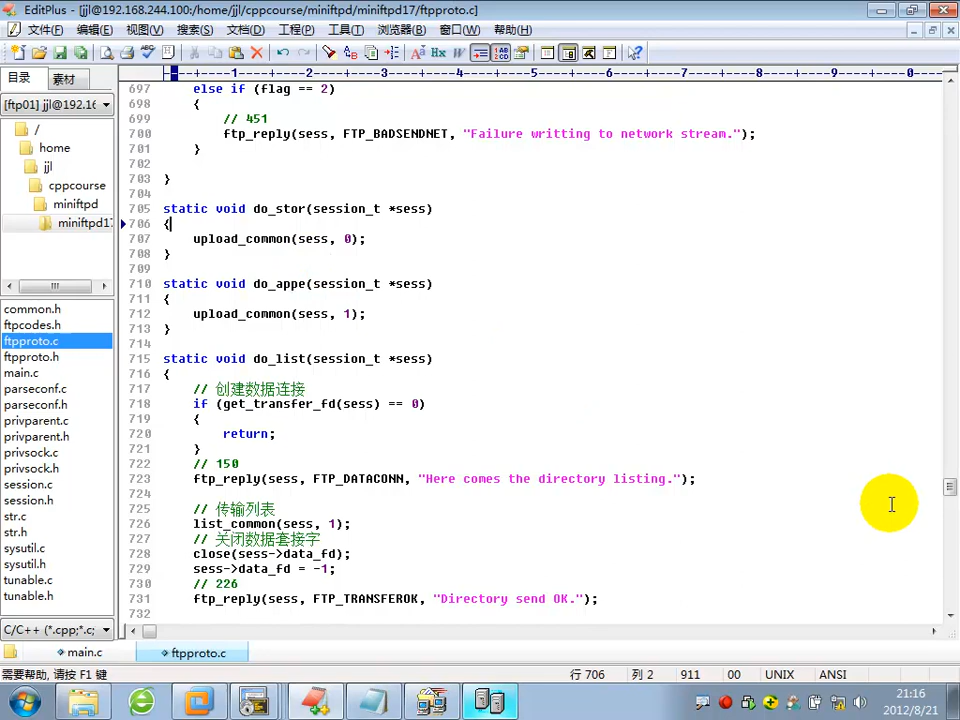 EditPlus - [jjl@192.168.244.100:/home/jjl/cppcourse/miniftpd/miniftpd17/ftpproto.c]
文件(F) 编辑(E) 视图(V) 搜索(S) 文档(D) 工程(P) 工具(T) 浏览器(B) 窗口(W) 帮助(H)
目录 素材
[ftp01] jjl@192.16
/
home
jjl
cppcourse
miniftpd
miniftpd17
common.h
ftpcodes.h
ftpproto.c
ftpproto.h
main.c
parseconf.c
parseconf.h
privparent.c
privparent.h
privsock.c
privsock.h
session.c
session.h
str.c
str.h
sysutil.c
sysutil.h
tunable.c
tunable.h
C/C++ (*.cpp;*.c;
----+----1----+----2----+----3----+----4----+----5----+----6----+----7----+----8----+----9----+----0----
697 else if (flag == 2)
698 {
699 // 451
700 ftp_reply(sess, FTP_BADSENDNET, "Failure writting to network stream.");
701 }
702
703 }
704
705 static void do_stor(session_t *sess)
706 {
707 upload_common(sess, 0);
708 }
709
710 static void do_appe(session_t *sess)
711 {
712 upload_common(sess, 1);
713 }
714
715 static void do_list(session_t *sess)
716 {
717 // 创建数据连接
718 if (get_transfer_fd(sess) == 0)
719 {
720 return;
721 }
722 // 150
723 ftp_reply(sess, FTP_DATACONN, "Here comes the directory listing.");
724
725 // 传输列表
726 list_common(sess, 1);
727 // 关闭数据套接字
728 close(sess->data_fd);
729 sess->data_fd = -1;
730 // 226
731 ftp_reply(sess, FTP_TRANSFEROK, "Directory send OK.");
732
main.c ftpproto.c
需要帮助, 请按 F1 键 行 706 列 2 911 00 UNIX ANSI
21:16
2012/8/21